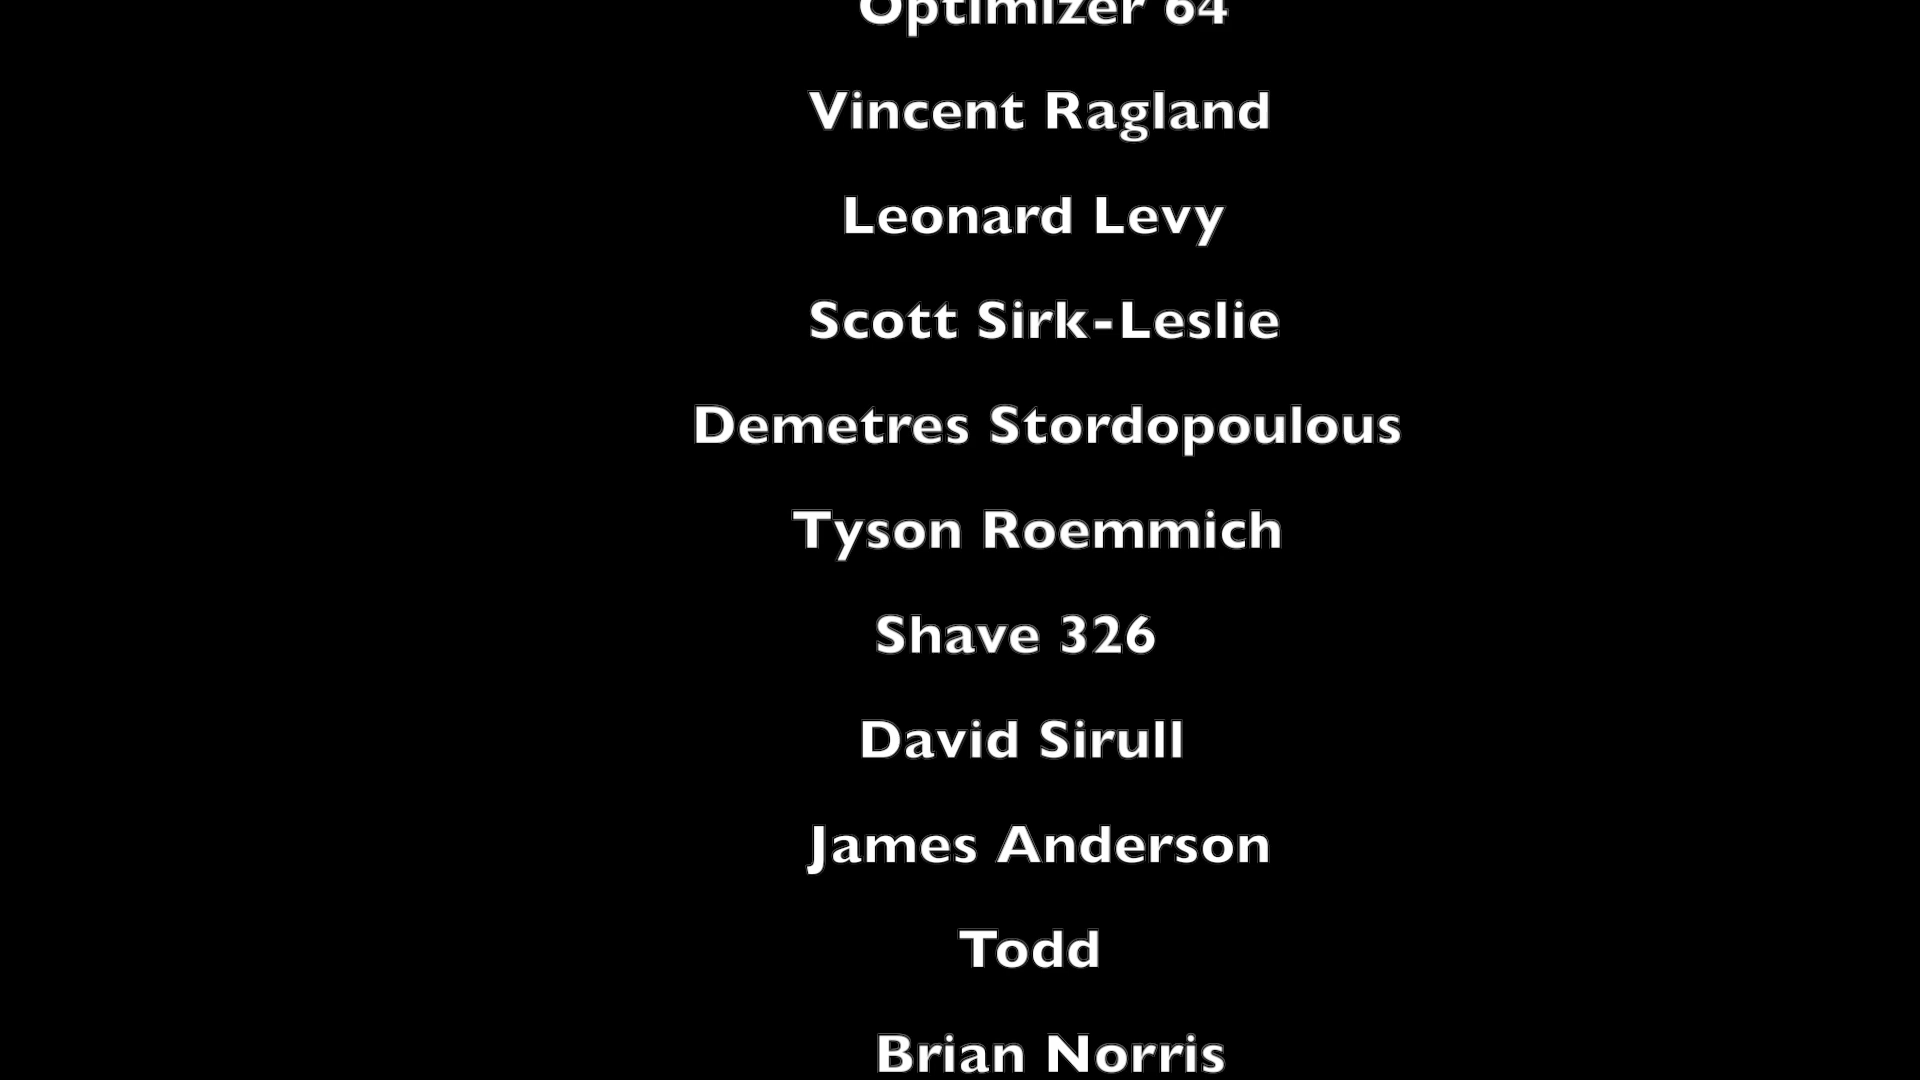 Optimizer 64
Vincent Ragland
Leonard Levy
Scott Sirk-Leslie
Demetres Stordopoulous
Tyson Roemmich
Shave 326
David Sirull
James Anderson
Todd
Brian Norris